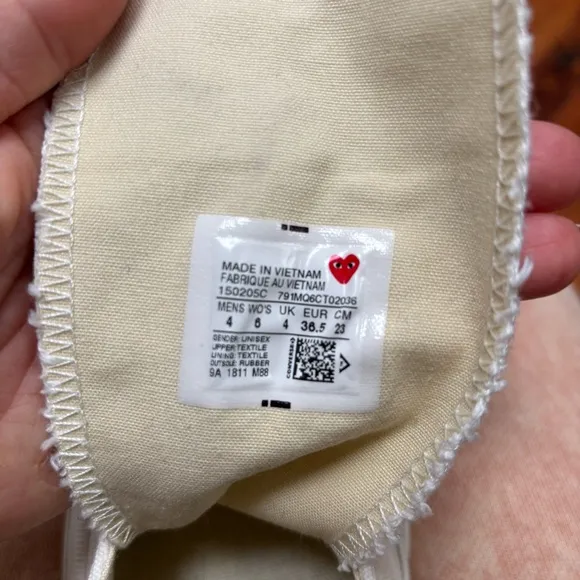 MADE IN VIETNAM
FABRIQUE AU VIETNAM
150205C 791MQ6CT02036
MENS WO'S UK EUR CM
4 6 4 36.5 23
GENDER: UNISEX
UPPER:TEXTILE
LINING: TEXTILE
OUTSOLE: RUBBER
9A 1811 M88
CONVERSE